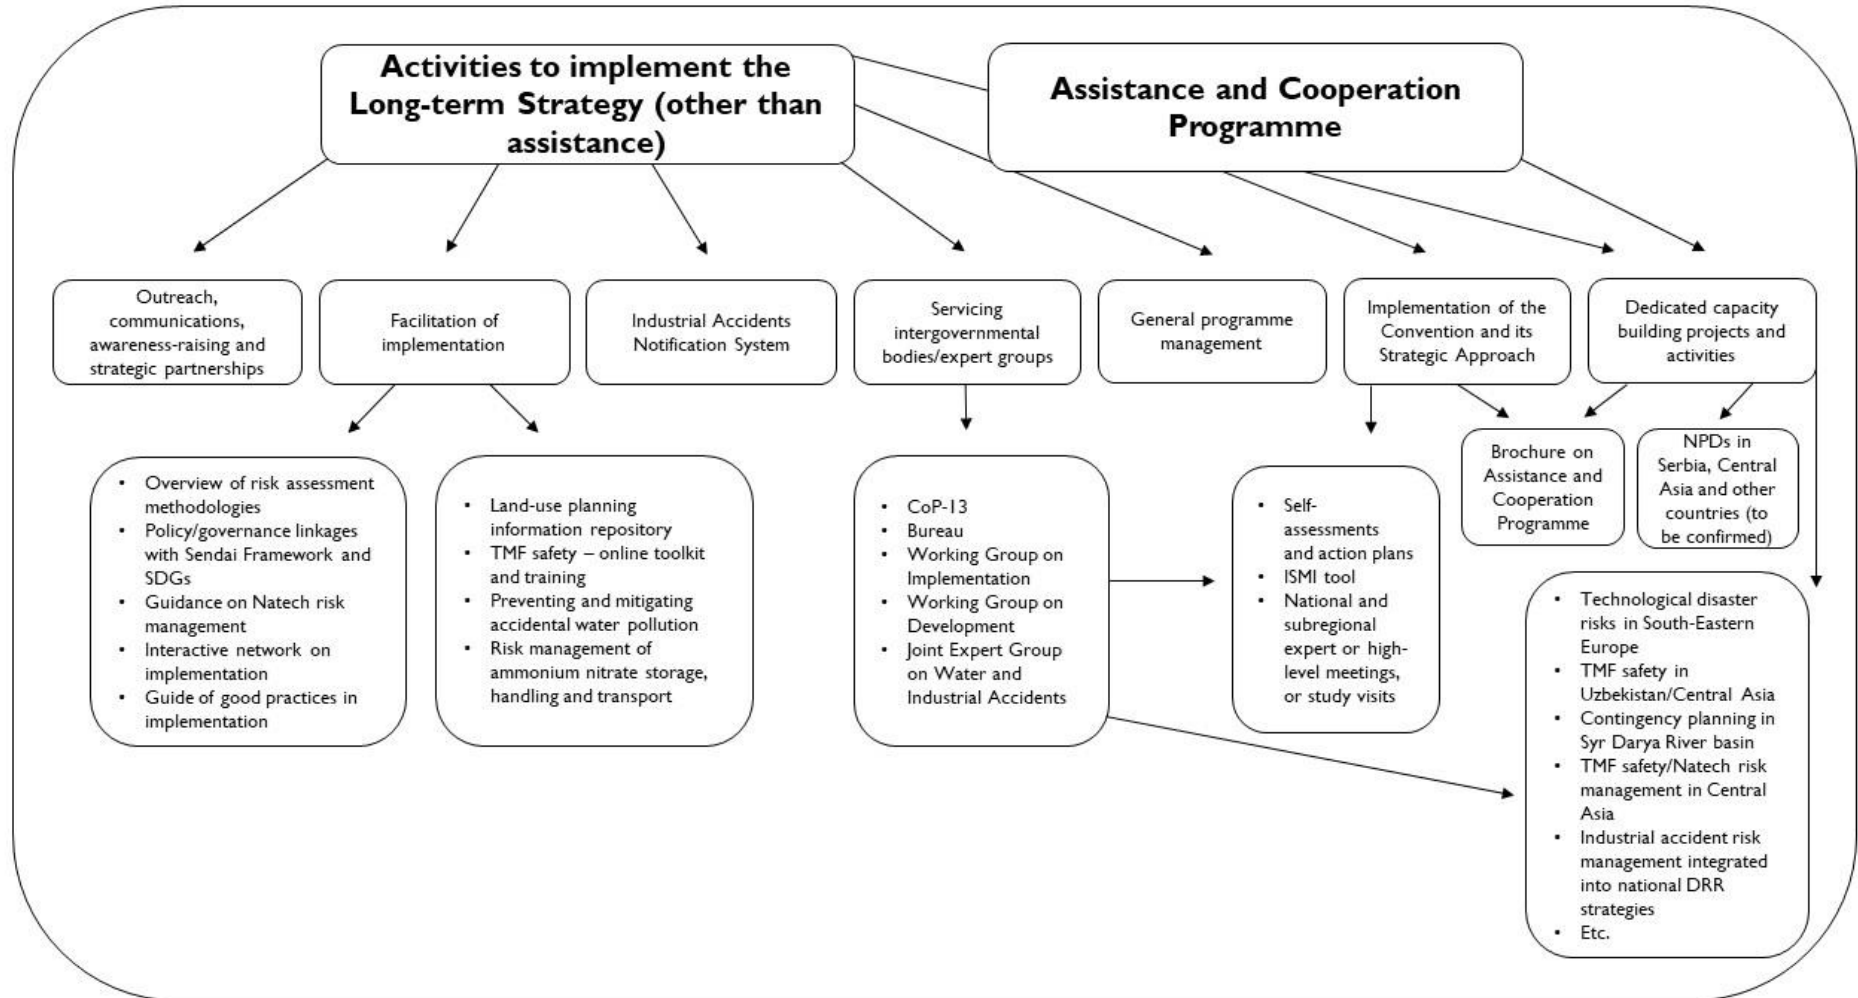 Activities to implement the
Long-term Strategy (other than
assistance)
Assistance and Cooperation
Programme
Outreach,
communications,
awareness-raising and
strategic partnerships
Facilitation of
implementation
Industrial Accidents
Notification System
Servicing
intergovernmental
bodies/expert groups
General programme
management
Implementation of the
Convention and its
Strategic Approach
Dedicated capacity
building projects and
activities
• Overview of risk assessment
methodologies
• Policy/governance linkages
with Sendai Framework and
SDGs
• Guidance on Natech risk
management
• Interactive network on
implementation
• Guide of good practices in
implementation
• Land-use planning
information repository
• TMF safety – online toolkit
and training
• Preventing and mitigating
accidental water pollution
• Risk management of
ammonium nitrate storage,
handling and transport
• CoP-13
• Bureau
• Working Group on
Implementation
• Working Group on
Development
• Joint Expert Group
on Water and
Industrial Accidents
• Self-
assessments
and action plans
• ISMI tool
• National and
subregional
expert or high-
level meetings,
or study visits
Brochure on
Assistance and
Cooperation
Programme
NPDs in
Serbia, Central
Asia and other
countries (to
be confirmed)
• Technological disaster
risks in South-Eastern
Europe
• TMF safety in
Uzbekistan/Central Asia
• Contingency planning in
Syr Darya River basin
• TMF safety/Natech risk
management in Central
Asia
• Industrial accident risk
management integrated
into national DRR
strategies
• Etc.